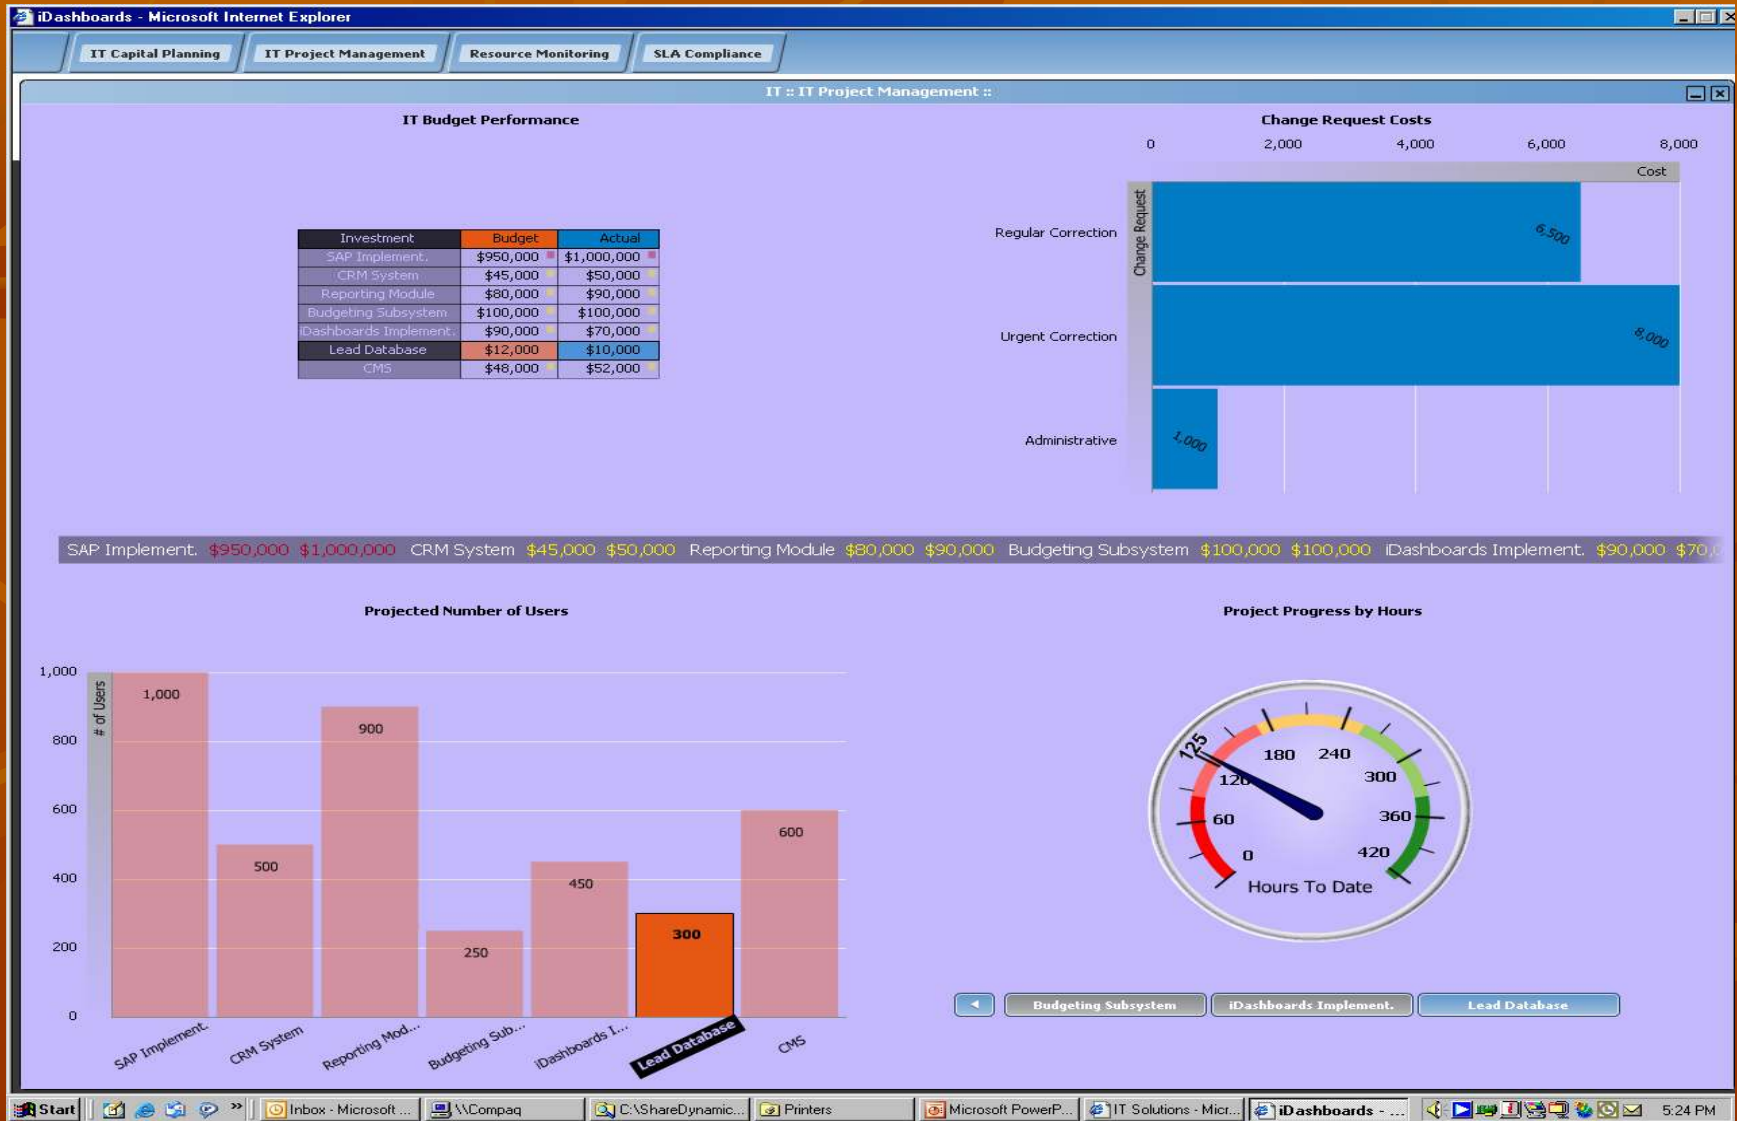 iDashboards - Microsoft Internet Explorer
IT Capital Planning IT Project Management Resource Monitoring SLA Compliance
IT :: IT Project Management ::
IT Budget Performance
Investment Budget Actual
SAP Implement. $950,000 $1,000,000
CRM System $45,000 $50,000
Reporting Module $80,000 $90,000
Budgeting Subsystem $100,000 $100,000
iDashboards Implement. $90,000 $70,000
Lead Database $12,000 $10,000
CMS $48,000 $52,000
Change Request Costs
0 2,000 4,000 6,000 8,000
Cost
Change Request
Regular Correction 6,500
Urgent Correction 8,000
Administrative 1,000
SAP Implement. $950,000 $1,000,000 CRM System $45,000 $50,000 Reporting Module $80,000 $90,000 Budgeting Subsystem $100,000 $100,000 iDashboards Implement. $90,000 $70,
Projected Number of Users
# of Users
1,000
800
600
400
200
0
1,000 500 900 250 450 300 600
SAP Implement. CRM System Reporting Mod... Budgeting Sub... iDashboards I... Lead Database CMS
Project Progress by Hours
125
0 60 120 180 240 300 360 420
Hours To Date
Budgeting Subsystem iDashboards Implement. Lead Database
Start » Inbox - Microsoft ... \\Compaq C:\ShareDynamic... Printers Microsoft PowerP... IT Solutions - Micr... iDashboards - ... 5:24 PM